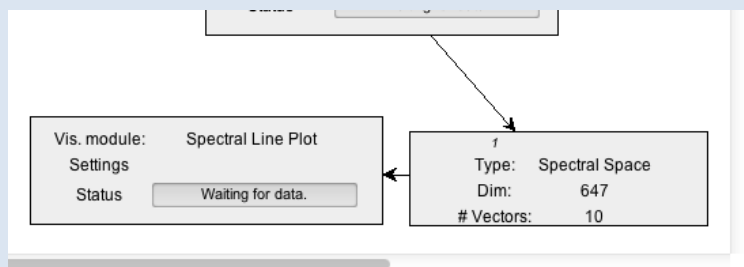 Vis. module: Spectral Line Plot
Settings
Status Waiting for data.
1
Type: Spectral Space
Dim: 647
# Vectors: 10